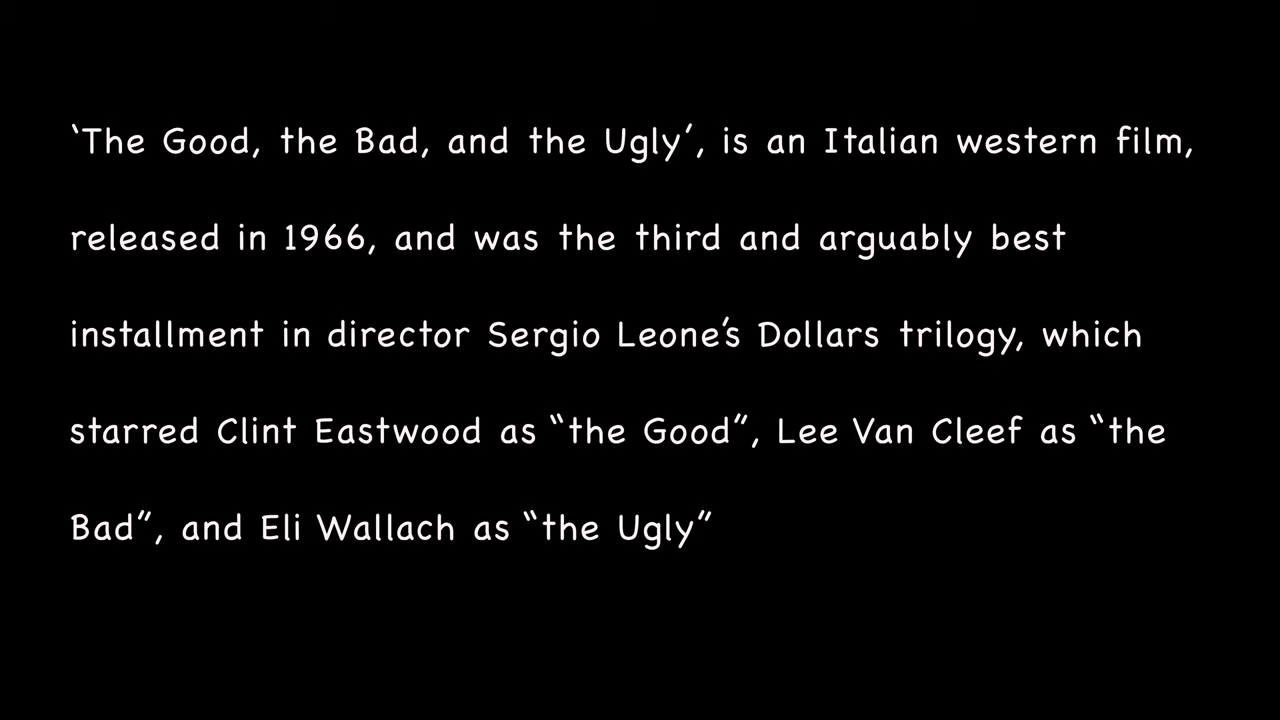 ‘The Good, the Bad, and the Ugly’, is an Italian western film,
released in 1966, and was the third and arguably best
installment in director Sergio Leone’s Dollars trilogy, which
starred Clint Eastwood as “the Good”, Lee Van Cleef as “the
Bad”, and Eli Wallach as “the Ugly”